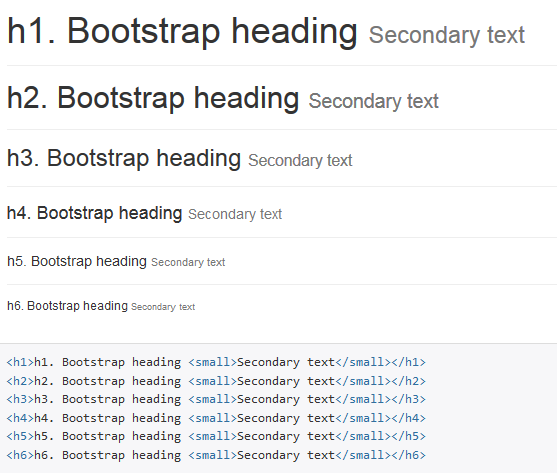 h1. Bootstrap heading Secondary text
h2. Bootstrap heading Secondary text
h3. Bootstrap heading Secondary text
h4. Bootstrap heading Secondary text
h5. Bootstrap heading Secondary text
h6. Bootstrap heading Secondary text
<h1>h1. Bootstrap heading <small>Secondary text</small></h1>
<h2>h2. Bootstrap heading <small>Secondary text</small></h2>
<h3>h3. Bootstrap heading <small>Secondary text</small></h3>
<h4>h4. Bootstrap heading <small>Secondary text</small></h4>
<h5>h5. Bootstrap heading <small>Secondary text</small></h5>
<h6>h6. Bootstrap heading <small>Secondary text</small></h6>